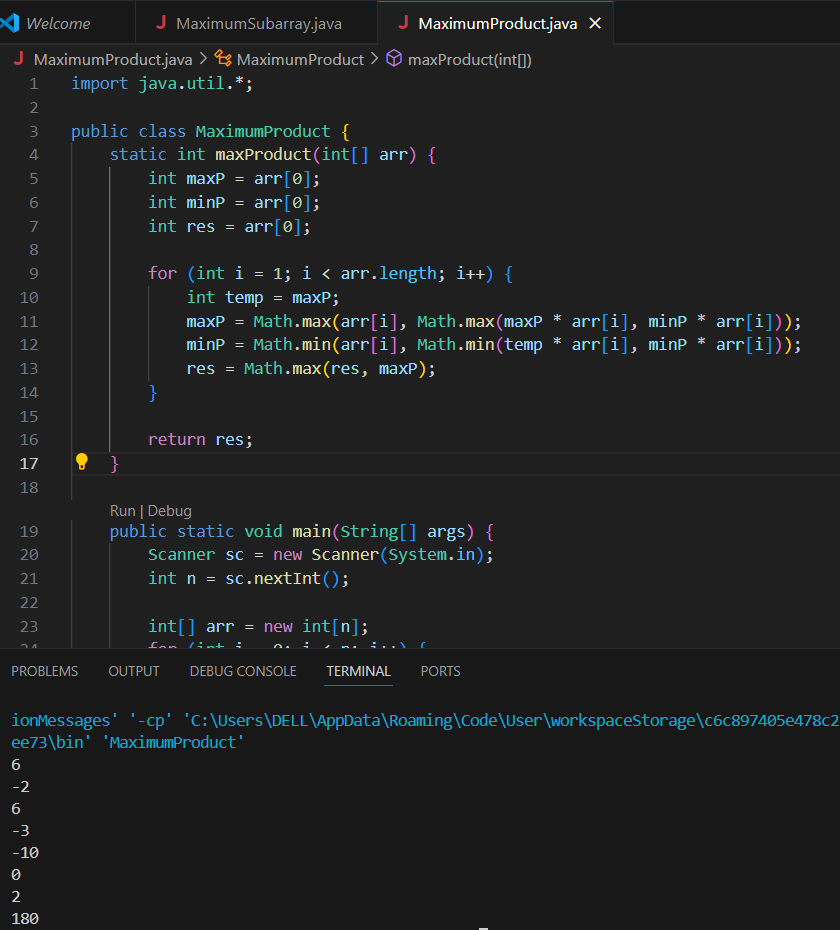 Welcome J MaximumSubarray.java J MaximumProduct.java ×
J MaximumProduct.java > MaximumProduct > maxProduct(int[])
1 import java.util.*;
2
3 public class MaximumProduct {
4 static int maxProduct(int[] arr) {
5 int maxP = arr[0];
6 int minP = arr[0];
7 int res = arr[0];
8
9 for (int i = 1; i < arr.length; i++) {
10 int temp = maxP;
11 maxP = Math.max(arr[i], Math.max(maxP * arr[i], minP * arr[i]));
12 minP = Math.min(arr[i], Math.min(temp * arr[i], minP * arr[i]));
13 res = Math.max(res, maxP);
14 }
15
16 return res;
17 }
18
Run | Debug
19 public static void main(String[] args) {
20 Scanner sc = new Scanner(System.in);
21 int n = sc.nextInt();
22
23 int[] arr = new int[n];
24 for (int i = 0; i < n; i++) {
PROBLEMS OUTPUT DEBUG CONSOLE TERMINAL PORTS
ionMessages' '-cp' 'C:\Users\DELL\AppData\Roaming\Code\User\workspaceStorage\c6c897405e478c2
ee73\bin' 'MaximumProduct'
6
-2
6
-3
-10
0
2
180